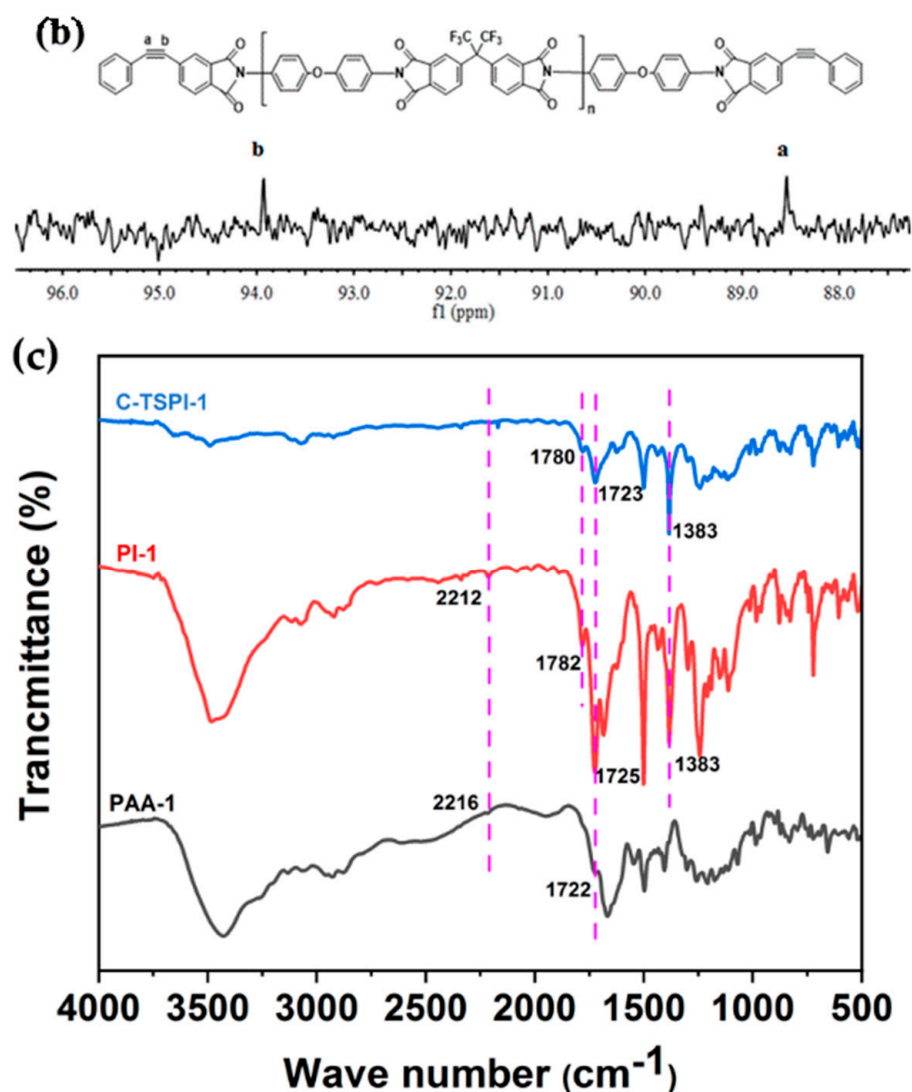 (b)
F₃C CF₃
a b
O O O O O O O O
N O N N O N
n
b a
96.0 95.0 94.0 93.0 92.0 91.0 90.0 89.0 88.0
f1 (ppm)
(c)
C-TSPI-1
1780
1723
1383
PI-1
2212
1782
1725
1383
PAA-1
2216
1722
Trancmittance (%)
4000 3500 3000 2500 2000 1500 1000 500
Wave number (cm⁻¹)